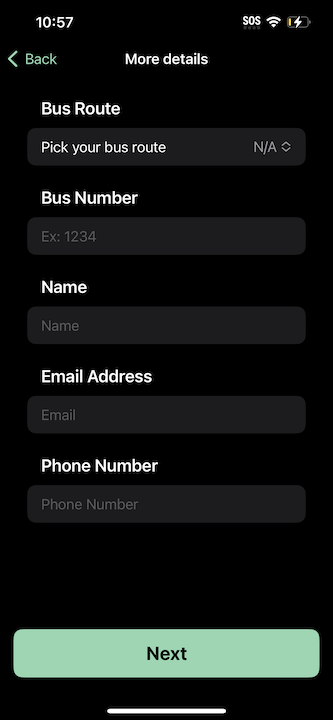 10:57 SOS
Back More details
Bus Route
Pick your bus route N/A
Bus Number
Ex: 1234
Name
Name
Email Address
Email
Phone Number
Phone Number
Next